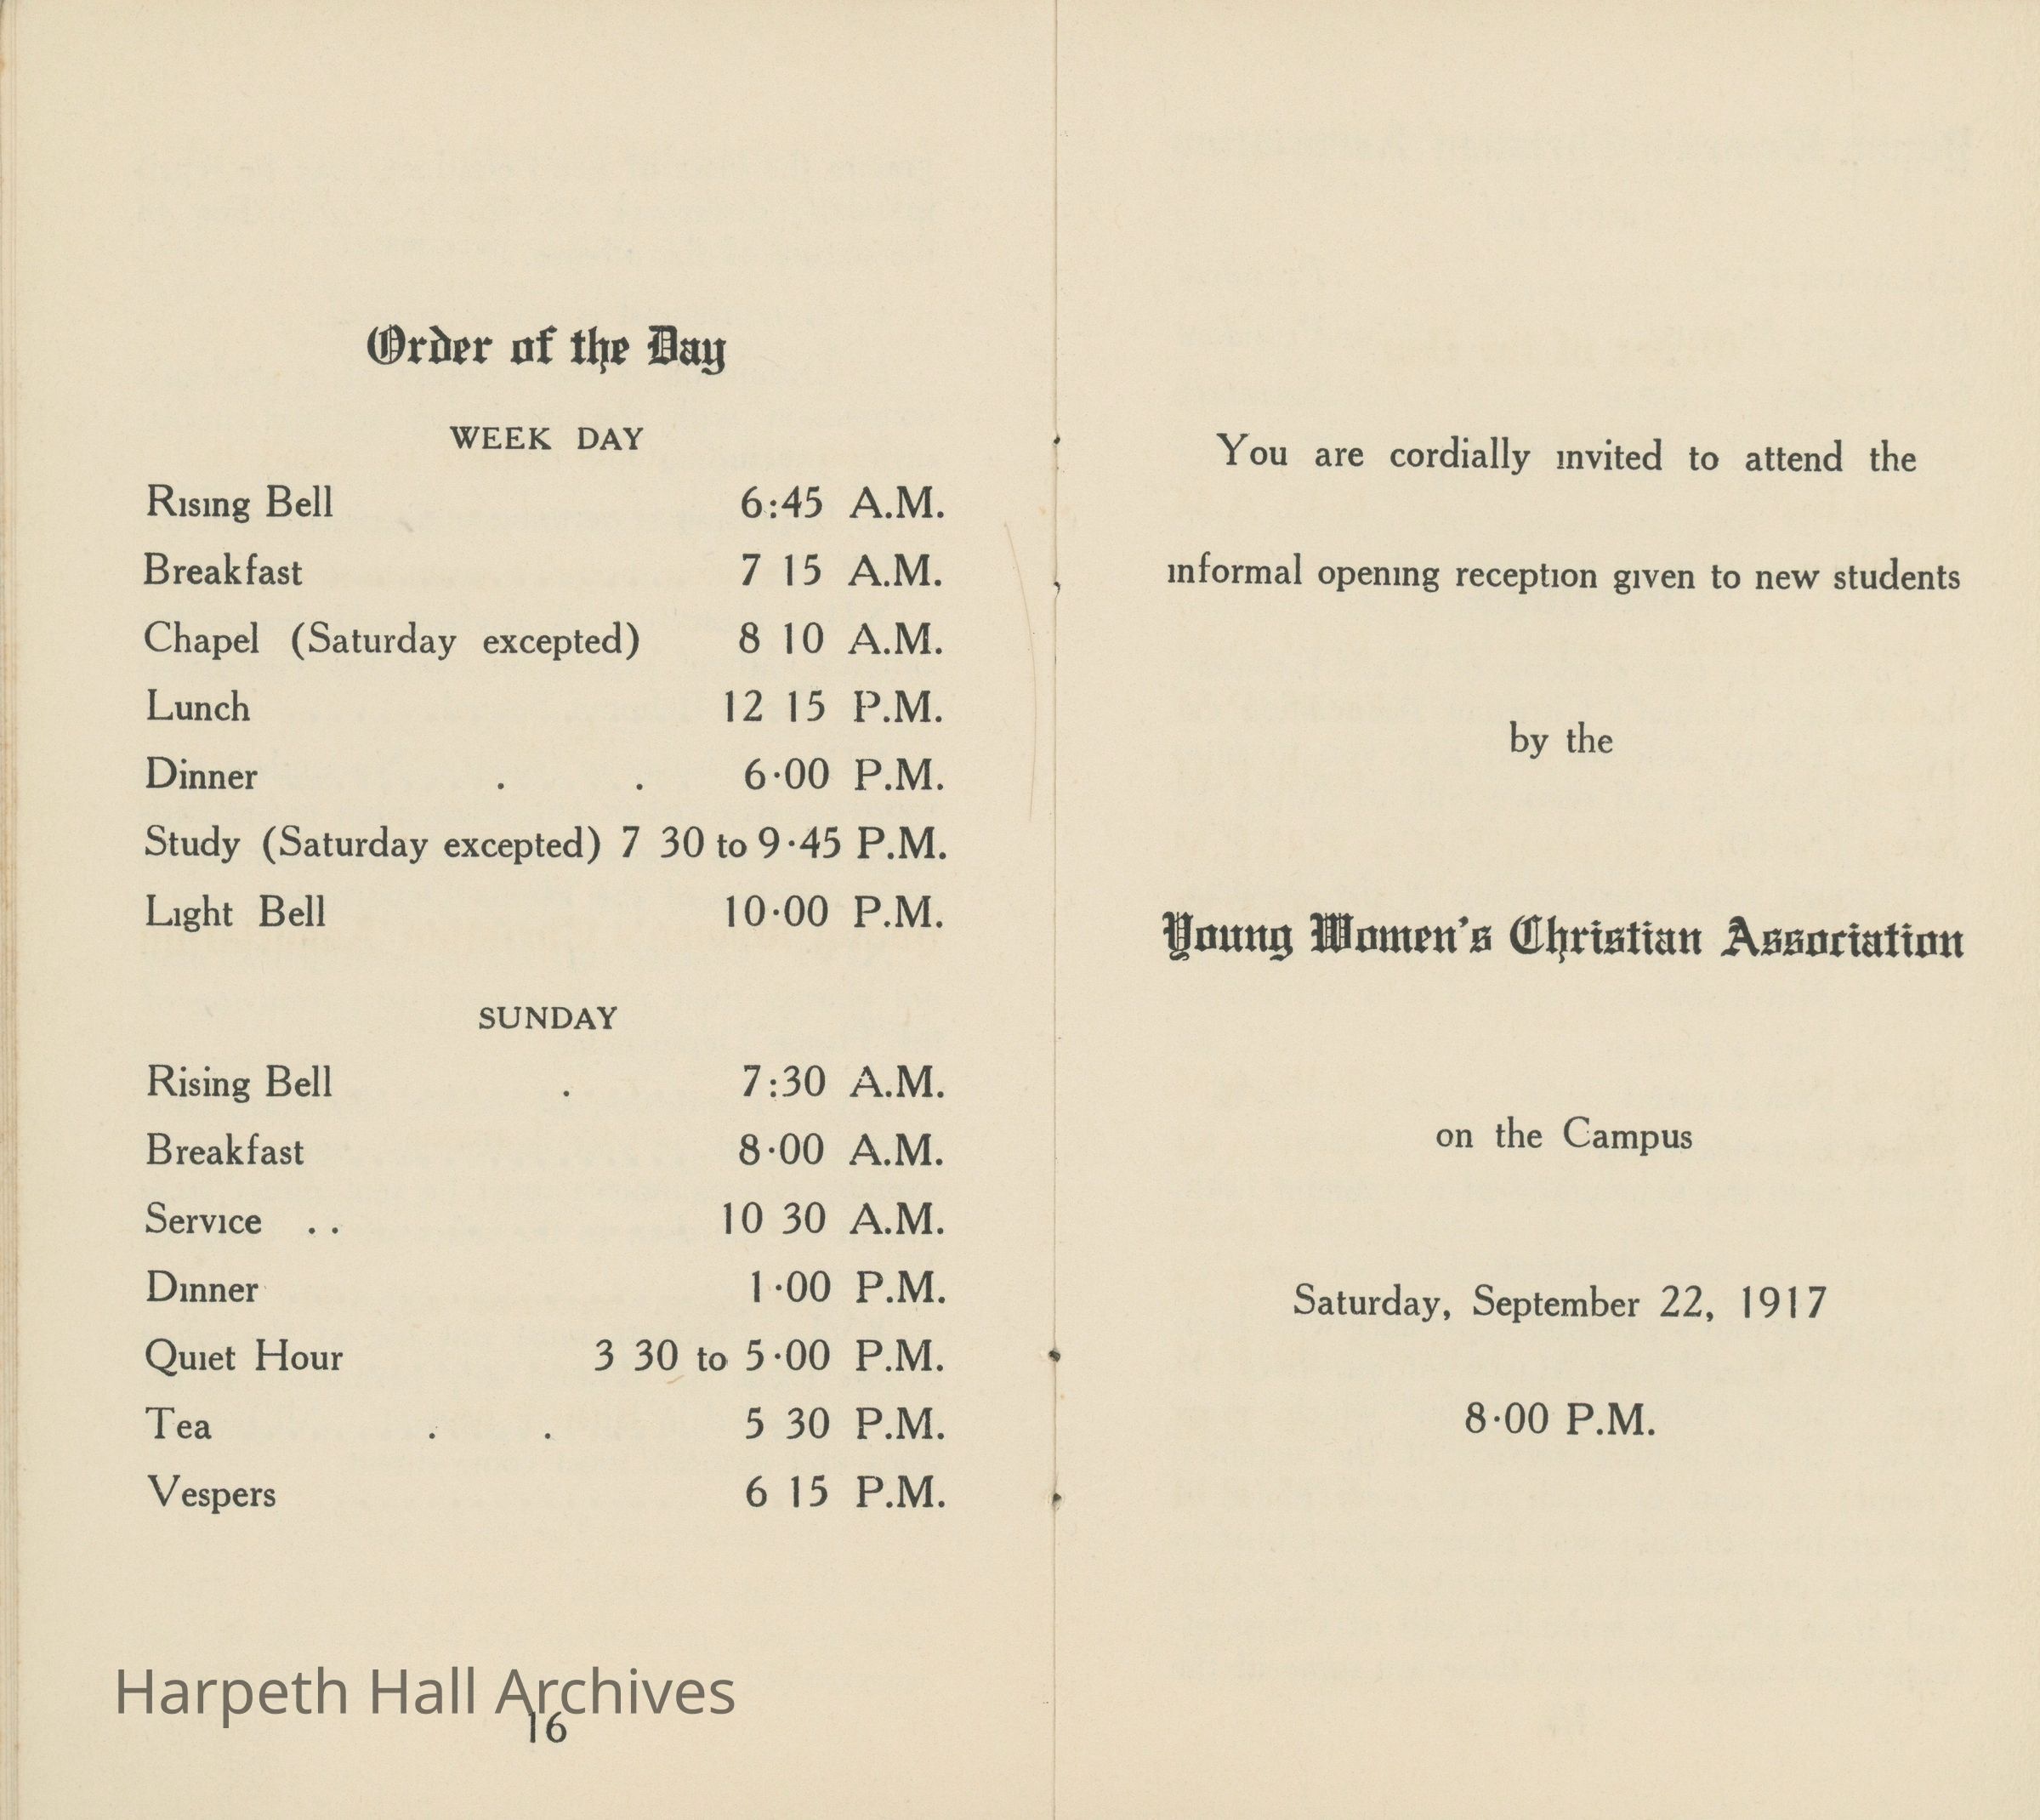 Order of the Day
WEEK DAY
Rising Bell 6:45 A.M.
Breakfast 7 15 A.M.
Chapel (Saturday excepted) 8 10 A.M.
Lunch 12 15 P.M.
Dinner . . 6·00 P.M.
Study (Saturday excepted) 7 30 to 9·45 P.M.
Light Bell 10·00 P.M.
SUNDAY
Rising Bell . 7:30 A.M.
Breakfast 8·00 A.M.
Service .. 10 30 A.M.
Dinner 1·00 P.M.
Quiet Hour 3 30 to 5·00 P.M.
Tea . . 5 30 P.M.
Vespers 6 15 P.M.
Harpeth Hall Archives
16
You are cordially invited to attend the
informal opening reception given to new students
by the
Young Women's Christian Association
on the Campus
Saturday, September 22, 1917
8·00 P.M.